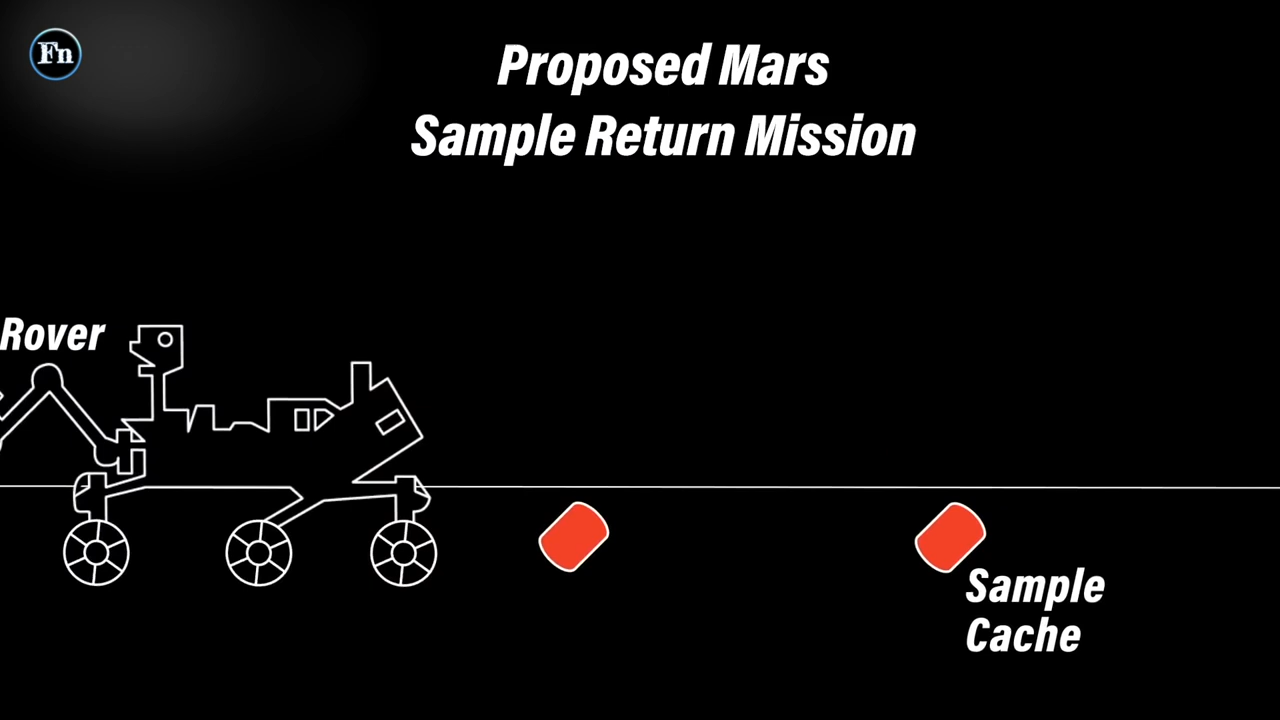 Fn
Proposed Mars
Sample Return Mission
Rover
Sample
Cache